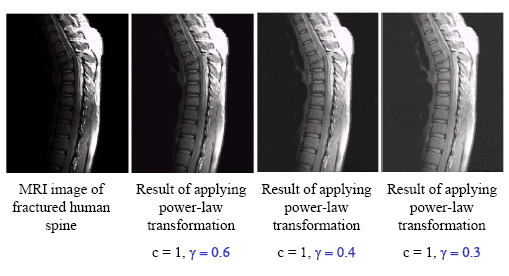 MRI image of
fractured human
spine
Result of applying
power-law
transformation
c = 1, γ = 0.6
Result of applying
power-law
transformation
c = 1, γ = 0.4
Result of applying
power-law
transformation
c = 1, γ = 0.3